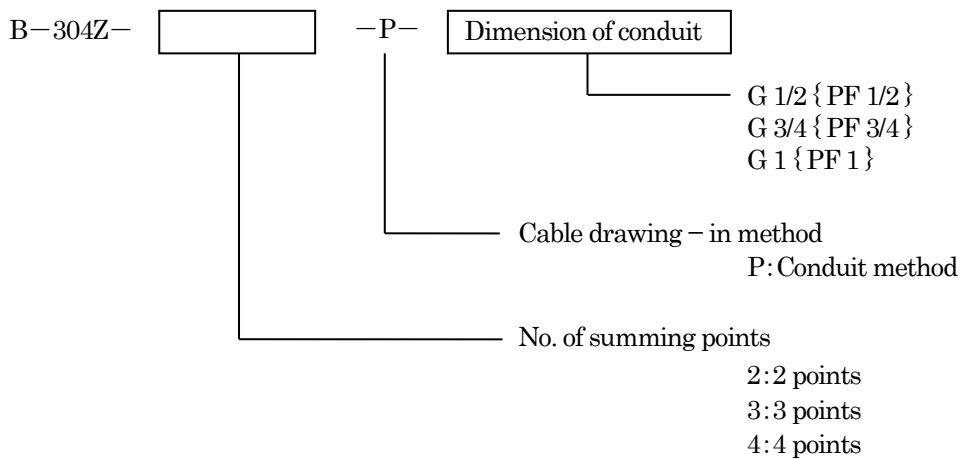 B−304Z− −P− Dimension of conduit
G 1/2 {PF 1/2}
G 3/4 {PF 3/4}
G 1 {PF 1}
Cable drawing − in method
P:Conduit method
No. of summing points
2:2 points
3:3 points
4:4 points